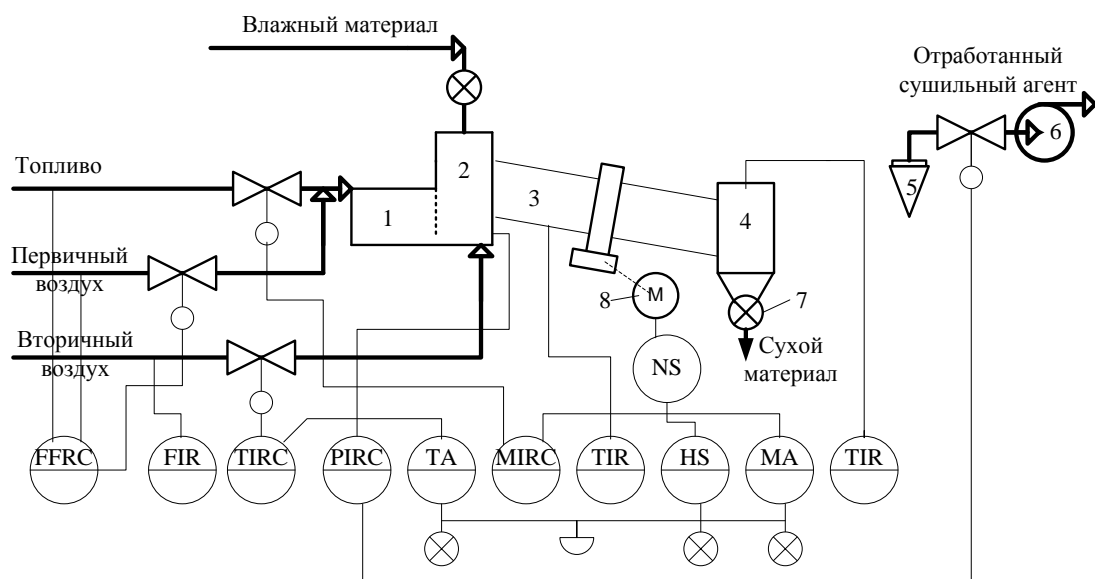 Влажный материал
Отработанный
сушильный агент
6
Топливо
2
5
1
3
4
Первичный
воздух
8
M
7
Вторичный
воздух
Сухой
материал
NS
FFRC
FIR
TIRC
PIRC
TA
MIRC
TIR
HS
MA
TIR